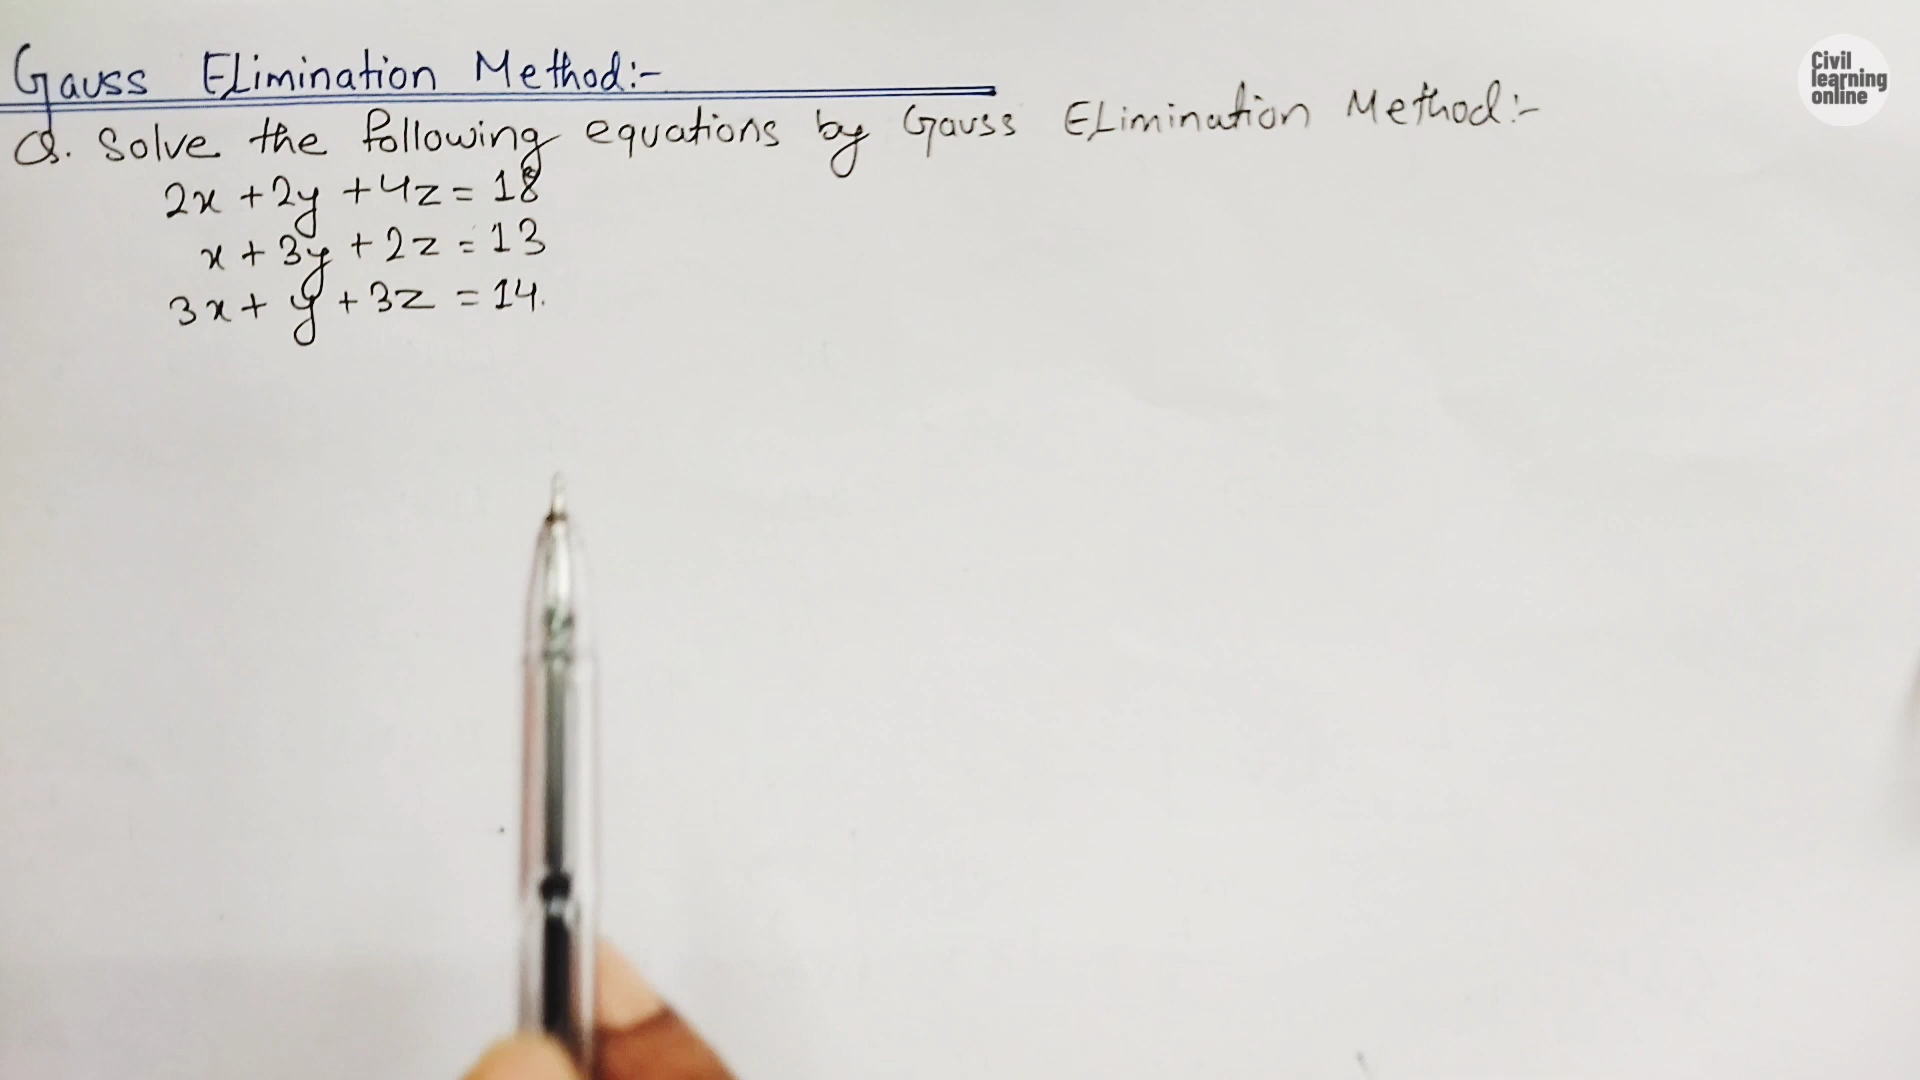 Gauss Elimination Method:-
Q. Solve the following equations by Gauss Elimination Method:-
2x + 2y + 4z = 18
x + 3y + 2z = 13
3x + y + 3z = 14.
Civil
learning
online